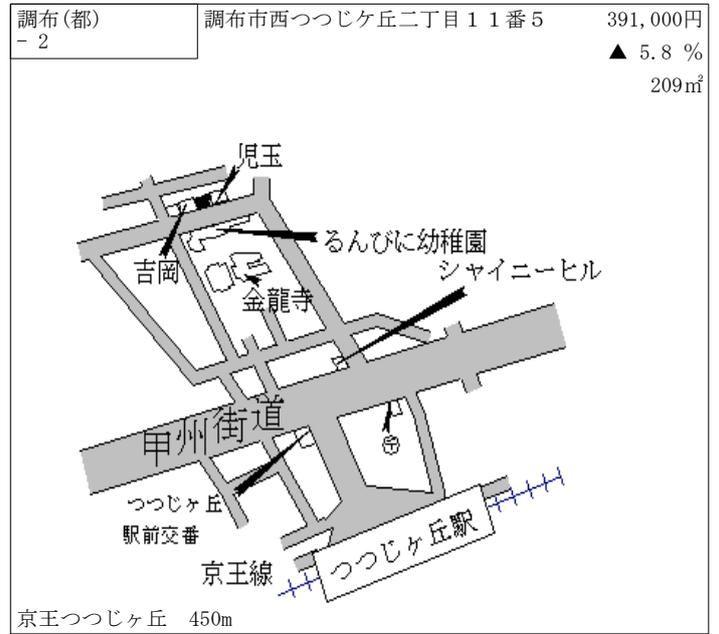 調布(都)
- 2
調布市西つつじケ丘二丁目１１番５
391,000円
▲ 5.8 %
209㎡
児玉
るんびに幼稚園
吉岡
シャイニーヒル
金龍寺
甲州街道
〒
つつじヶ丘
駅前交番
つつじヶ丘駅
京王線
京王つつじヶ丘　450m